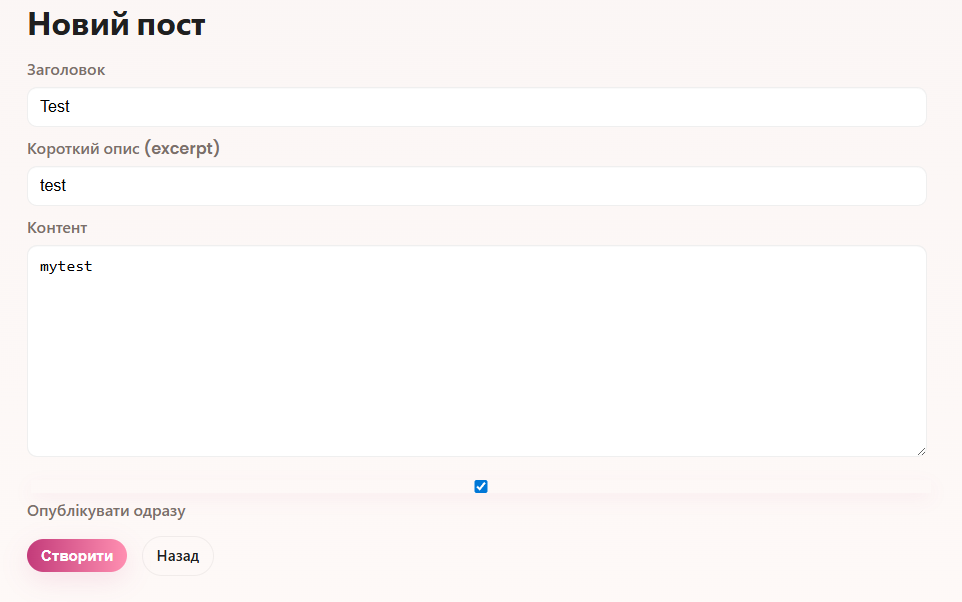 Новий пост
Заголовок
Test
Короткий опис (excerpt)
test
Контент
mytest
Опублікувати одразу
Створити
Назад